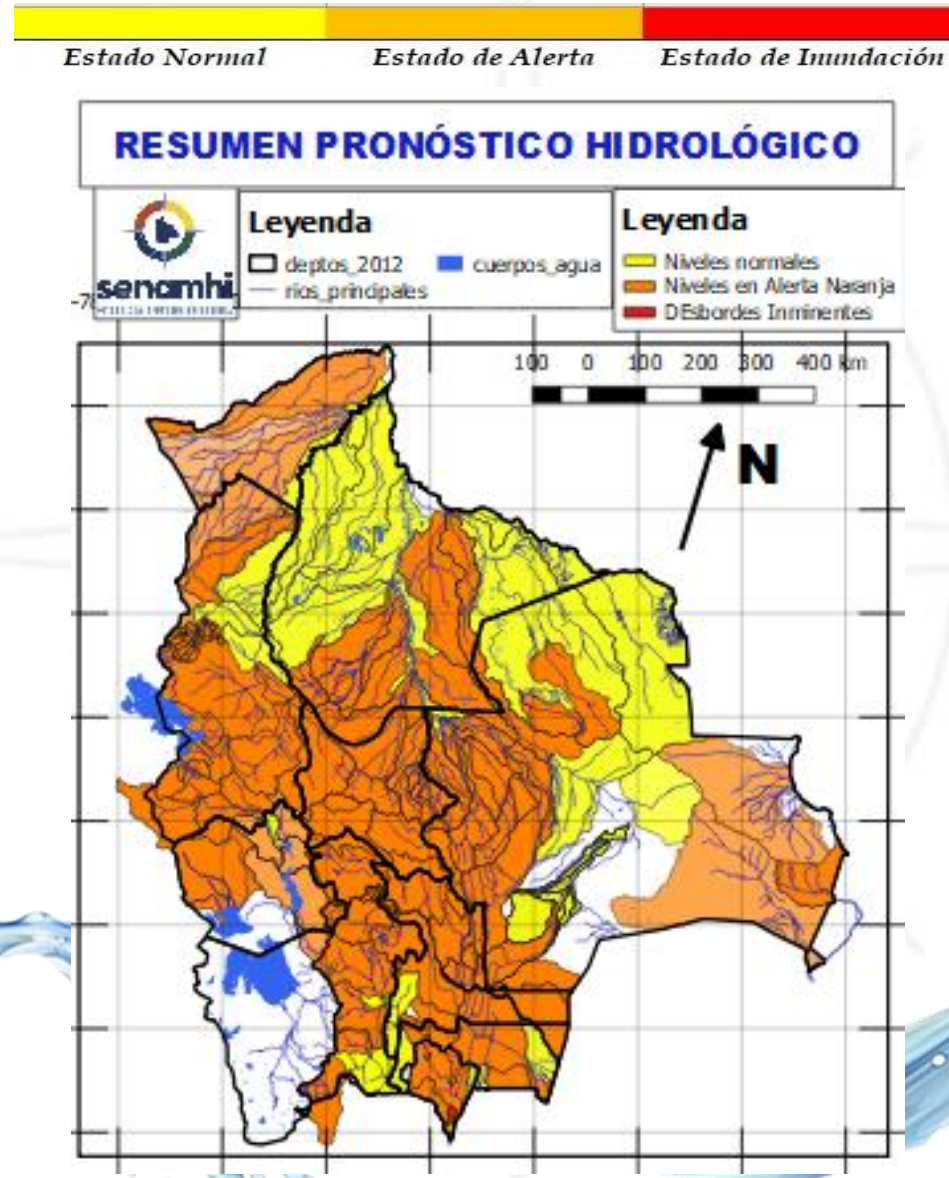 Estado Normal Estado de Alerta Estado de Inundación
RESUMEN PRONÓSTICO HIDROLÓGICO
senamhi
Leyenda
deptos_2012 cuerpos_agua
rios_principales
Leyenda
Niveles normales
Niveles en Alerta Naranja
DEsbordes Inminentes
100 0 100 200 300 400 km
N